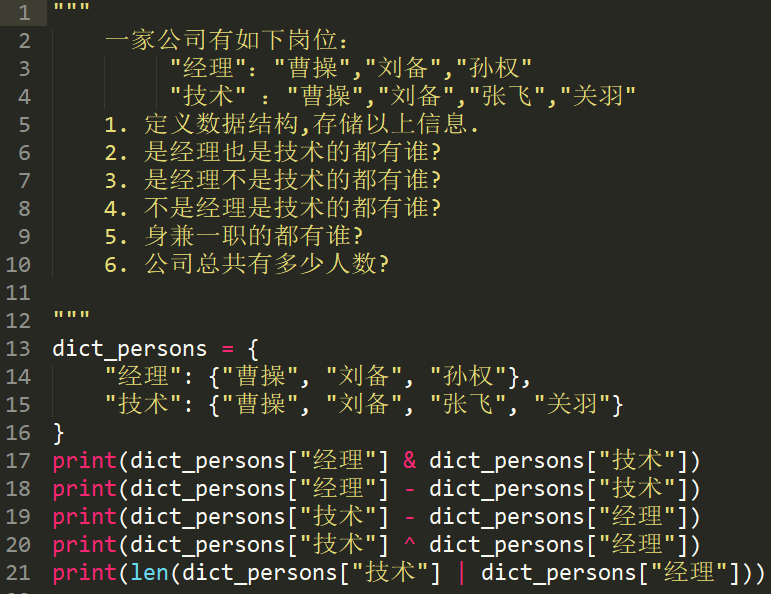 1 """
2     一家公司有如下岗位:
3          "经理": "曹操","刘备","孙权"
4          "技术" : "曹操","刘备","张飞","关羽"
5     1. 定义数据结构,存储以上信息.
6     2. 是经理也是技术的都有谁?
7     3. 是经理不是技术的都有谁?
8     4. 不是经理是技术的都有谁?
9     5. 身兼一职的都有谁?
10     6. 公司总共有多少人数?
11
12 """
13 dict_persons = {
14     "经理": {"曹操", "刘备", "孙权"},
15     "技术": {"曹操", "刘备", "张飞", "关羽"}
16 }
17 print(dict_persons["经理"] & dict_persons["技术"])
18 print(dict_persons["经理"] - dict_persons["技术"])
19 print(dict_persons["技术"] - dict_persons["经理"])
20 print(dict_persons["技术"] ^ dict_persons["经理"])
21 print(len(dict_persons["技术"] | dict_persons["经理"]))